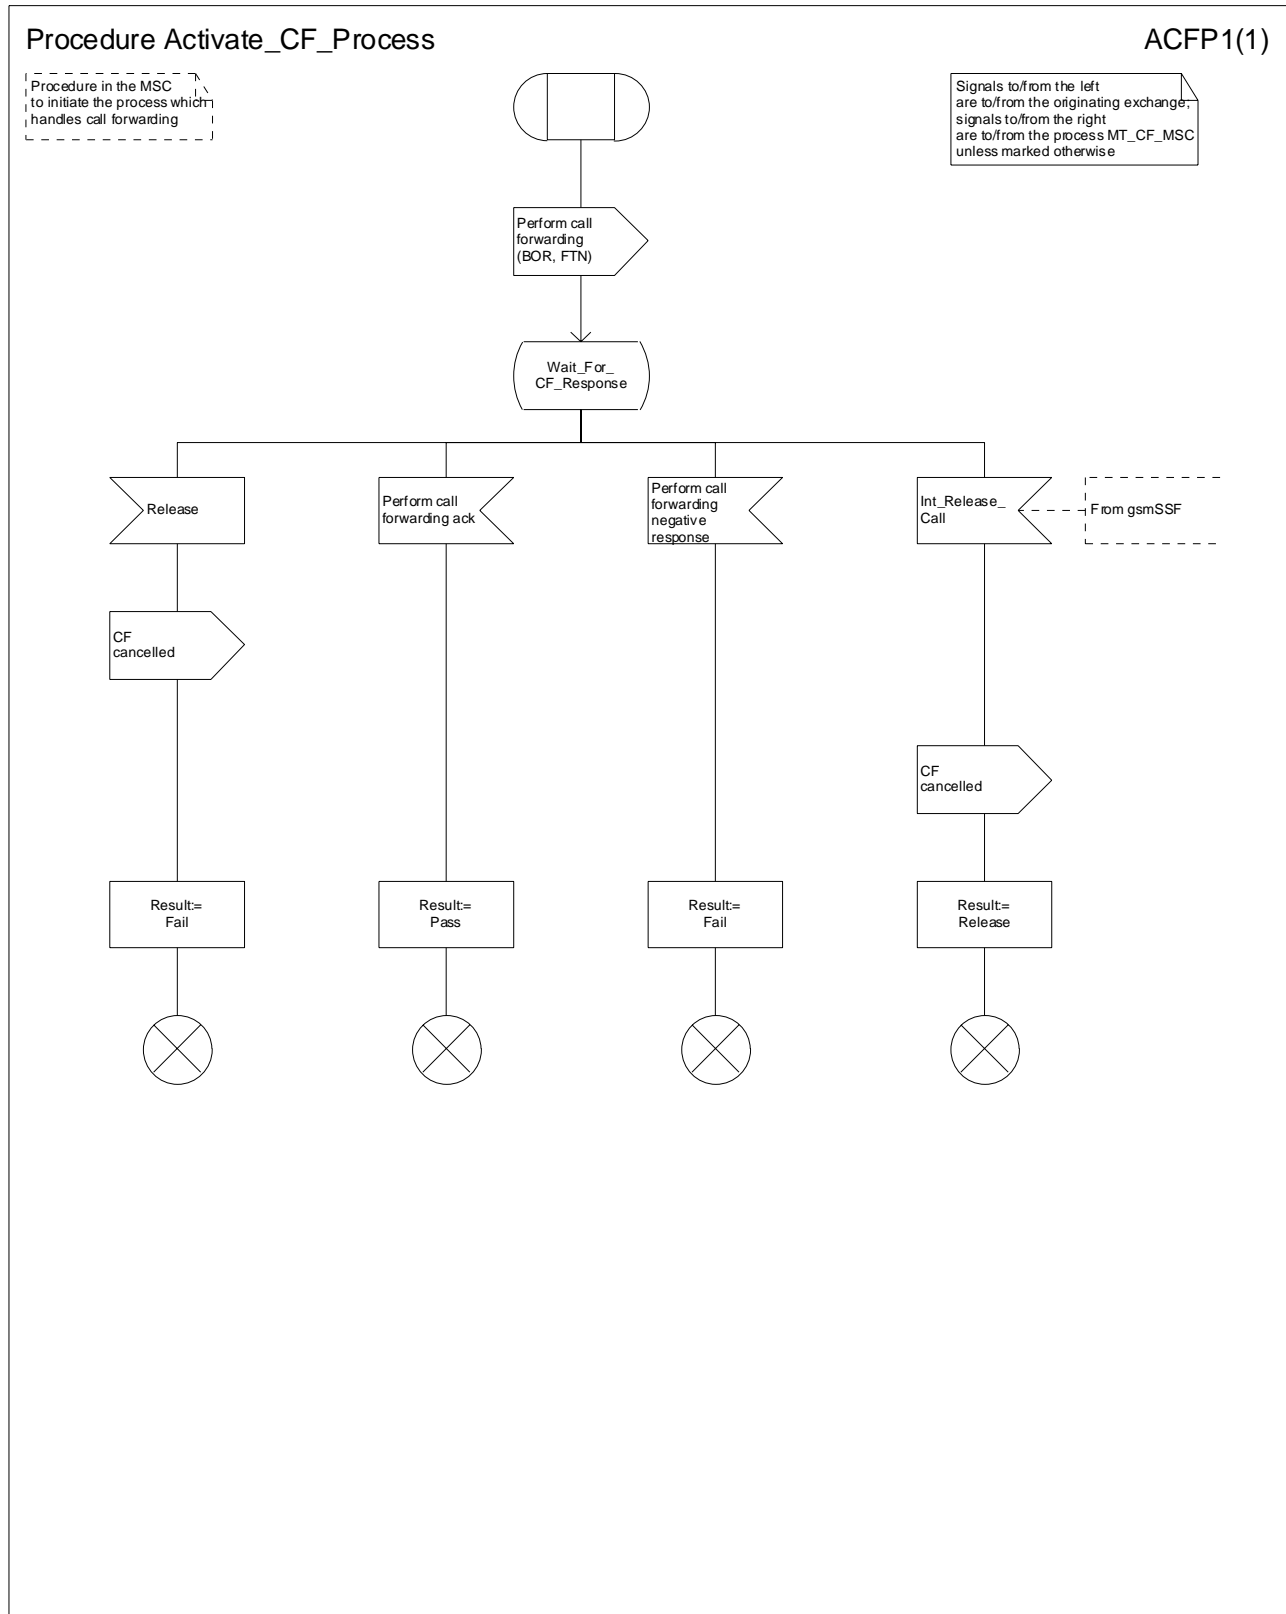 Procedure Activate_CF_Process
ACFP1(1)
Procedure in the MSC
to initiate the process which
handles call forwarding
Signals to/from the left
are to/from the originating exchange;
signals to/from the right
are to/from the process MT_CF_MSC
unless marked otherwise
Perform call
forwarding
(BOR, FTN)
Wait_For_
CF_Response
Release
Perform call
forwarding ack
Perform call
forwarding
negative
response
Int_Release_
Call
From gsmSSF
CF
cancelled
CF
cancelled
Result:=
Fail
Result:=
Pass
Result:=
Fail
Result:=
Release